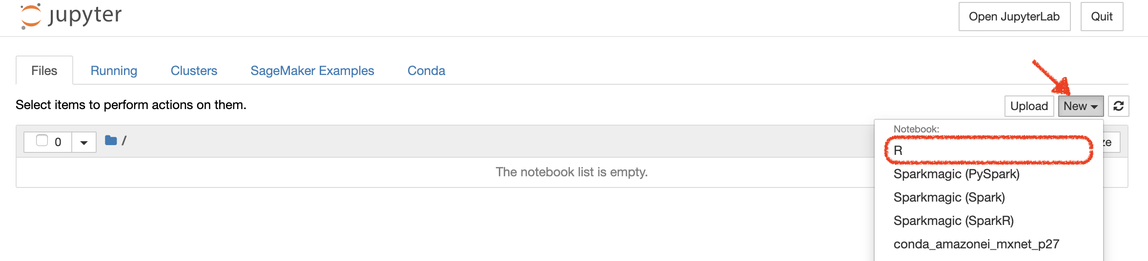 jupyter
Open JupyterLab
Quit
Files
Running
Clusters
SageMaker Examples
Conda
Select items to perform actions on them.
Upload
New
0
/
ze
The notebook list is empty.
Notebook:
R
Sparkmagic (PySpark)
Sparkmagic (Spark)
Sparkmagic (SparkR)
conda_amazonei_mxnet_p27